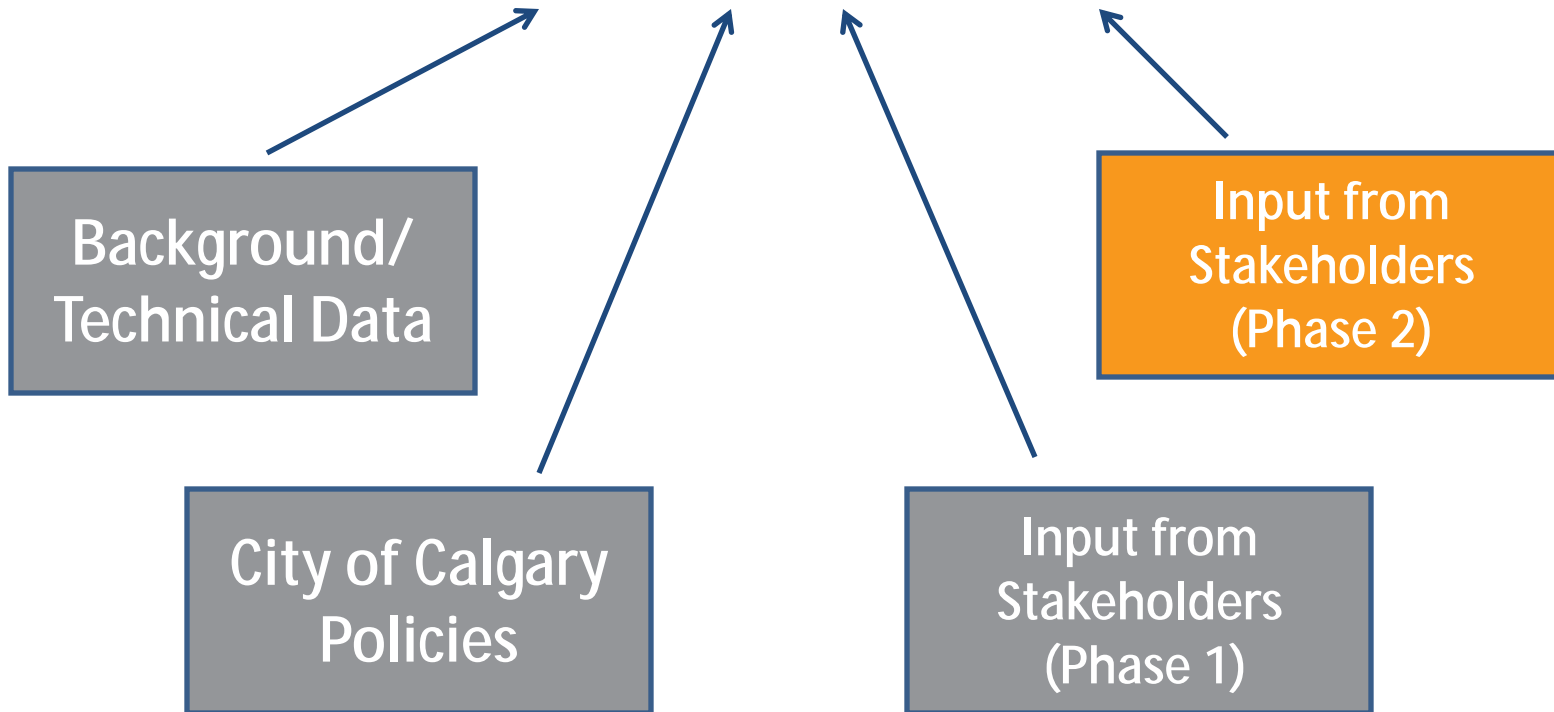 Background/
Technical Data
Input from
Stakeholders
(Phase 2)
City of Calgary
Policies
Input from
Stakeholders
(Phase 1)